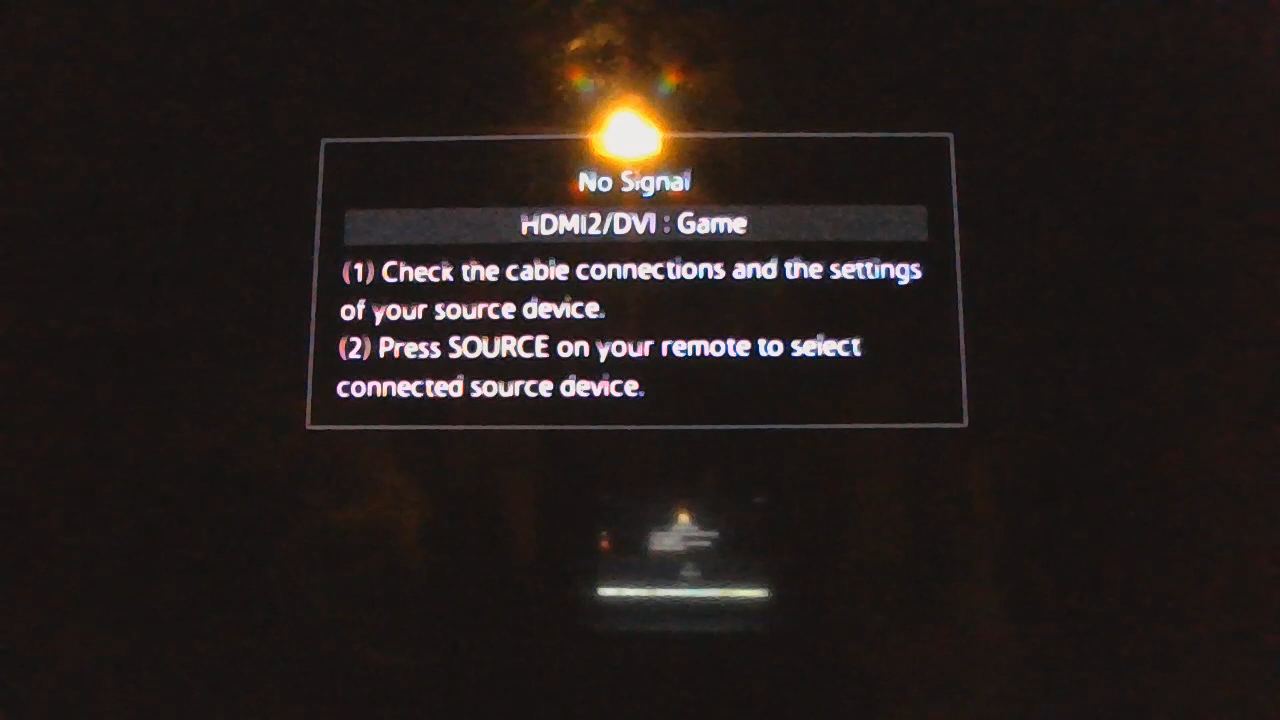 No Signal
HDMI2/DVI : Game
(1) Check the cable connections and the settings
of your source device.
(2) Press SOURCE on your remote to select
connected source device.